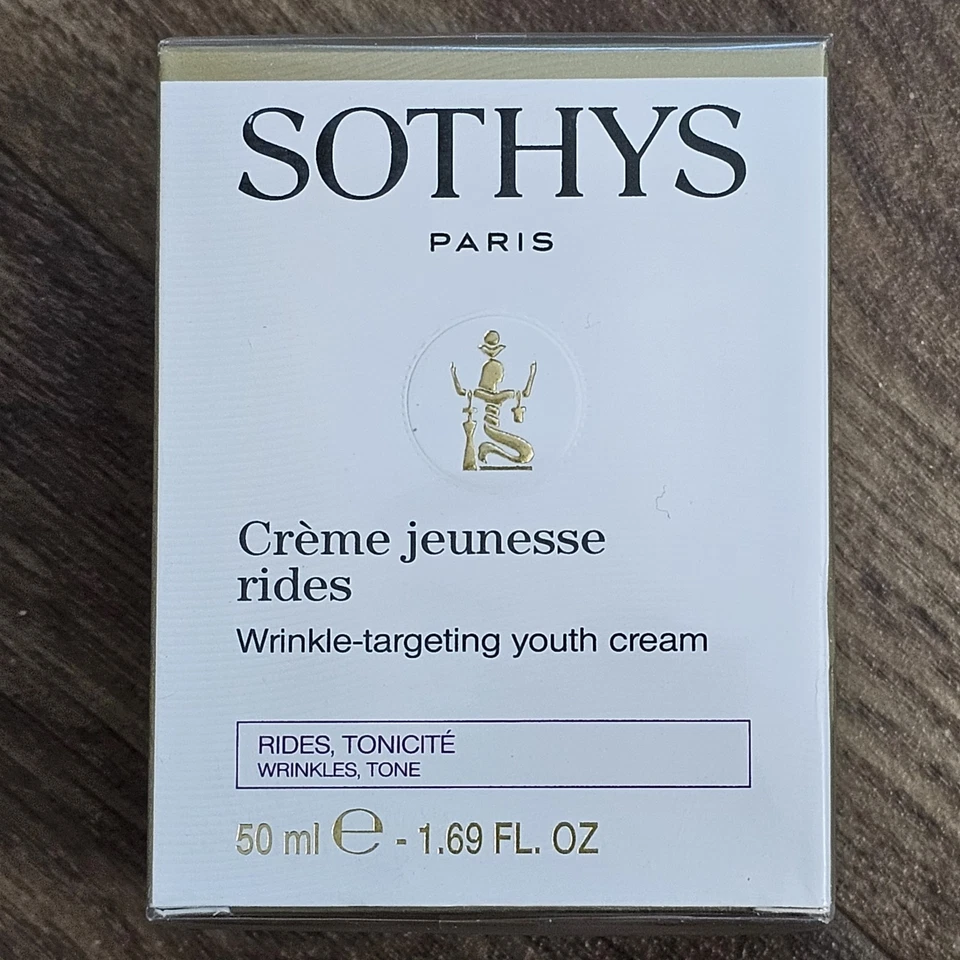 SOTHYS
PARIS
Crème jeunesse
rides
Wrinkle-targeting youth cream
RIDES, TONICITÉ
WRINKLES, TONE
50 ml ℮ - 1.69 FL. OZ